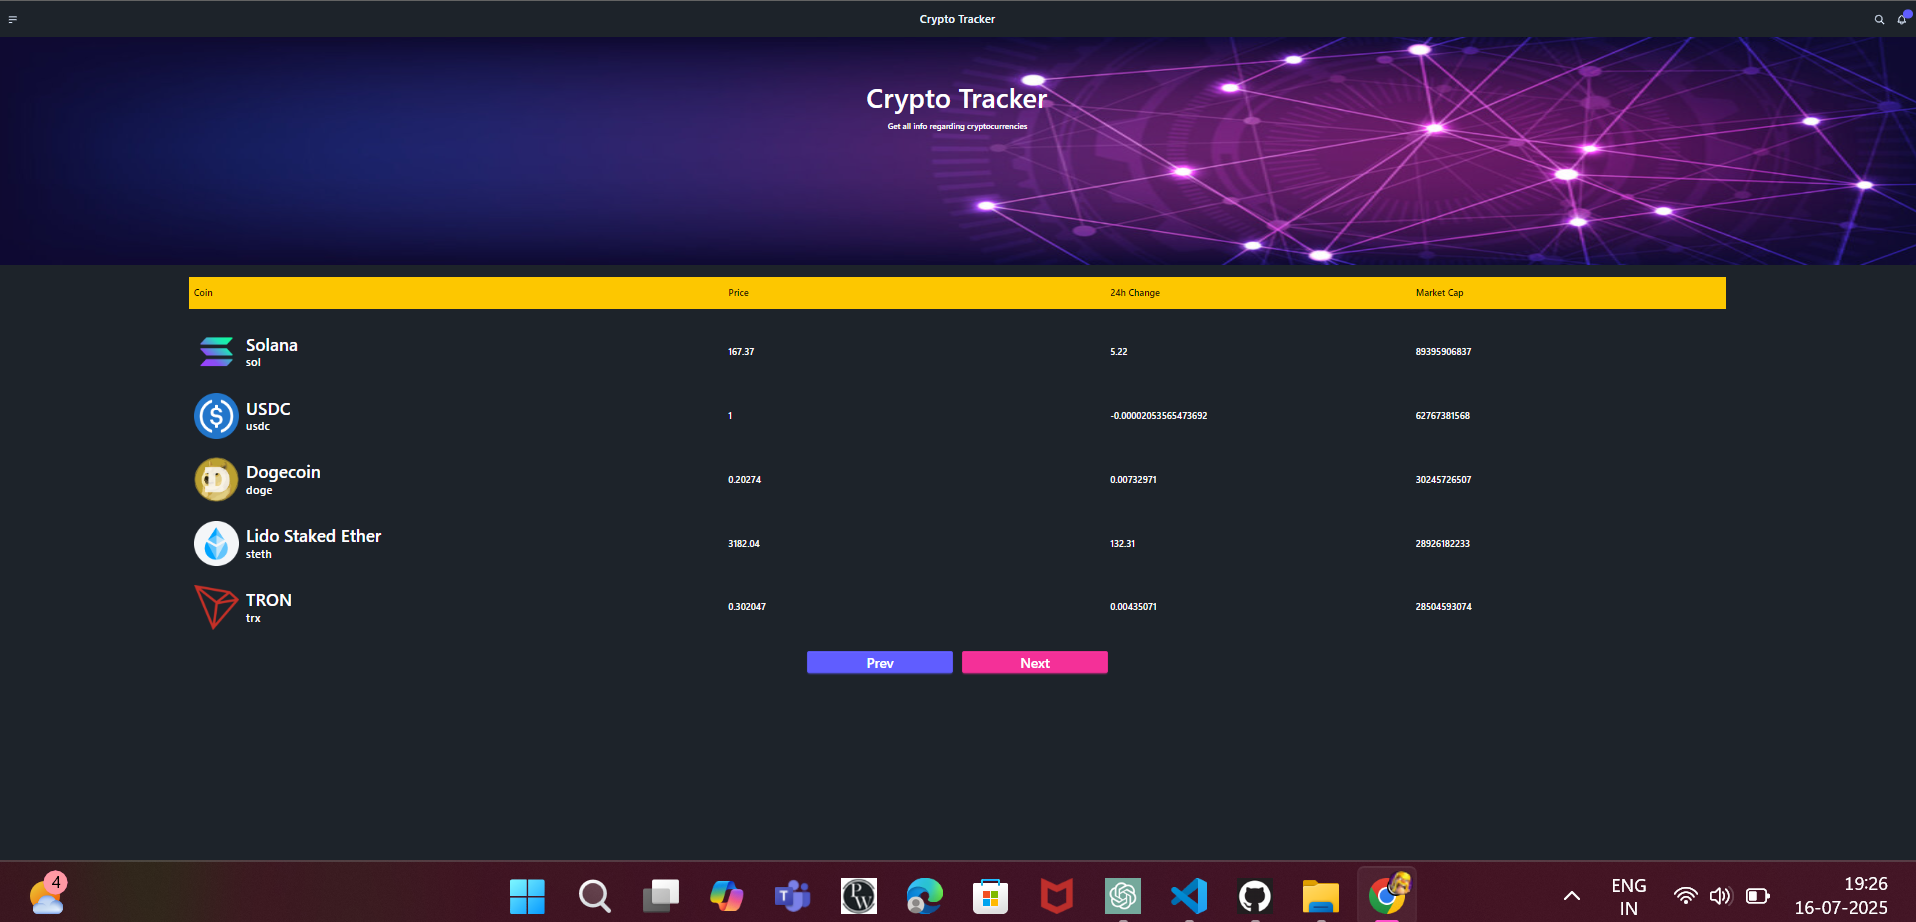 Crypto Tracker
Crypto Tracker
Get all info regarding cryptocurrencies
Coin Price 24h Change Market Cap
Solana
sol
167.37 5.22 89395906837
USDC
usdc
1 -0.00002053565473692 62767381568
Dogecoin
doge
0.20274 0.00732971 30245726507
Lido Staked Ether
steth
3182.04 132.31 28926182233
TRON
trx
0.302047 0.00435071 28504593074
Prev Next
4
PW
ENG
IN
19:26
16-07-2025